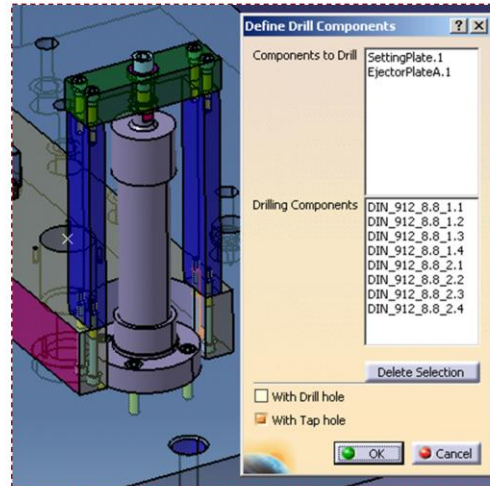 Define Drill Components
Components to Drill
SettingPlate.1
EjectorPlateA.1
Drilling Components
DIN_912_8.8_1.1
DIN_912_8.8_1.2
DIN_912_8.8_1.3
DIN_912_8.8_1.4
DIN_912_8.8_2.1
DIN_912_8.8_2.2
DIN_912_8.8_2.3
DIN_912_8.8_2.4
Delete Selection
With Drill hole
With Tap hole
OK Cancel